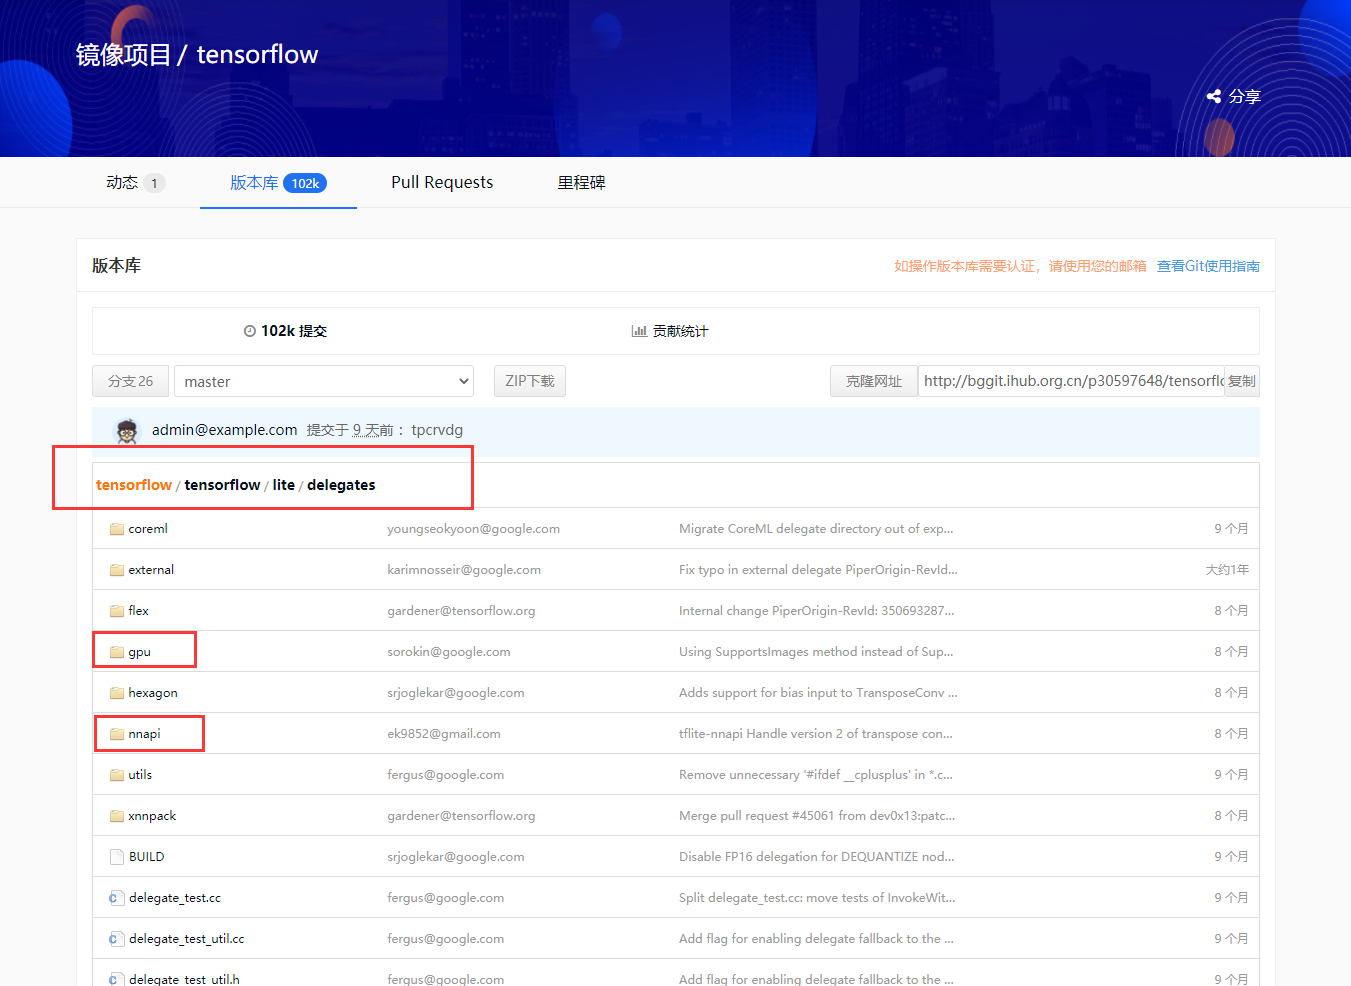 镜像项目 / tensorflow
分享
动态 1 版本库 102k Pull Requests 里程碑
版本库 如操作版本库需要认证，请使用您的邮箱 查看Git使用指南
102k 提交 贡献统计
分支 26 master ZIP下载 克隆网址 http://bggit.ihub.org.cn/p30597648/tensorflo 复制
admin@example.com 提交于 9 天前： tpcrvdg
tensorflow / tensorflow / lite / delegates
coreml youngseokyoon@google.com Migrate CoreML delegate directory out of exp... 9 个月
external karimnosseir@google.com Fix typo in external delegate PiperOrigin-RevId... 大约1年
flex gardener@tensorflow.org Internal change PiperOrigin-RevId: 350693287... 8 个月
gpu sorokin@google.com Using SupportsImages method instead of Sup... 8 个月
hexagon srjoglekar@google.com Adds support for bias input to TransposeConv ... 8 个月
nnapi ek9852@gmail.com tflite-nnapi Handle version 2 of transpose con... 8 个月
utils fergus@google.com Remove unnecessary '#ifdef __cplusplus' in *.c... 9 个月
xnnpack gardener@tensorflow.org Merge pull request #45061 from dev0x13:patc... 8 个月
BUILD srjoglekar@google.com Disable FP16 delegation for DEQUANTIZE nod... 9 个月
delegate_test.cc fergus@google.com Split delegate_test.cc: move tests of InvokeWit... 9 个月
delegate_test_util.cc fergus@google.com Add flag for enabling delegate fallback to the ... 9 个月
delegate_test_util.h fergus@google.com Add flag for enabling delegate fallback to the ... 9 个月